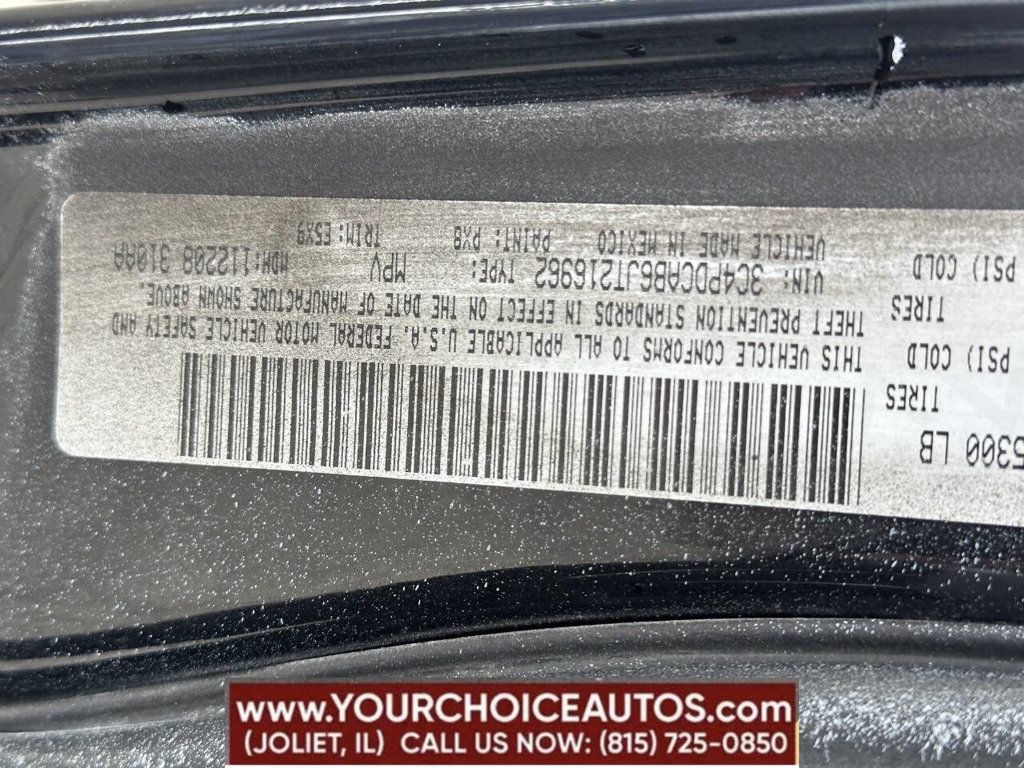 5300 LB
TIRES
PSI) COLD
TIRES
PSI) COLD
THIS VEHICLE CONFORMS TO ALL APPLICABLE U.S.A. FEDERAL MOTOR VEHICLE SAFETY AND
THEFT PREVENTION STANDARDS IN EFFECT ON THE DATE OF MANUFACTURE SHOWN ABOVE.
VIN: 3C4PDCAB6JT216962 TYPE: MPV MDH:112208 310AA
VEHICLE MADE IN MEXICO PAINT: PXB TRIM: E5X9
www.YOURCHOICEAUTOS.com
(JOLIET, IL) CALL US NOW: (815) 725-0850